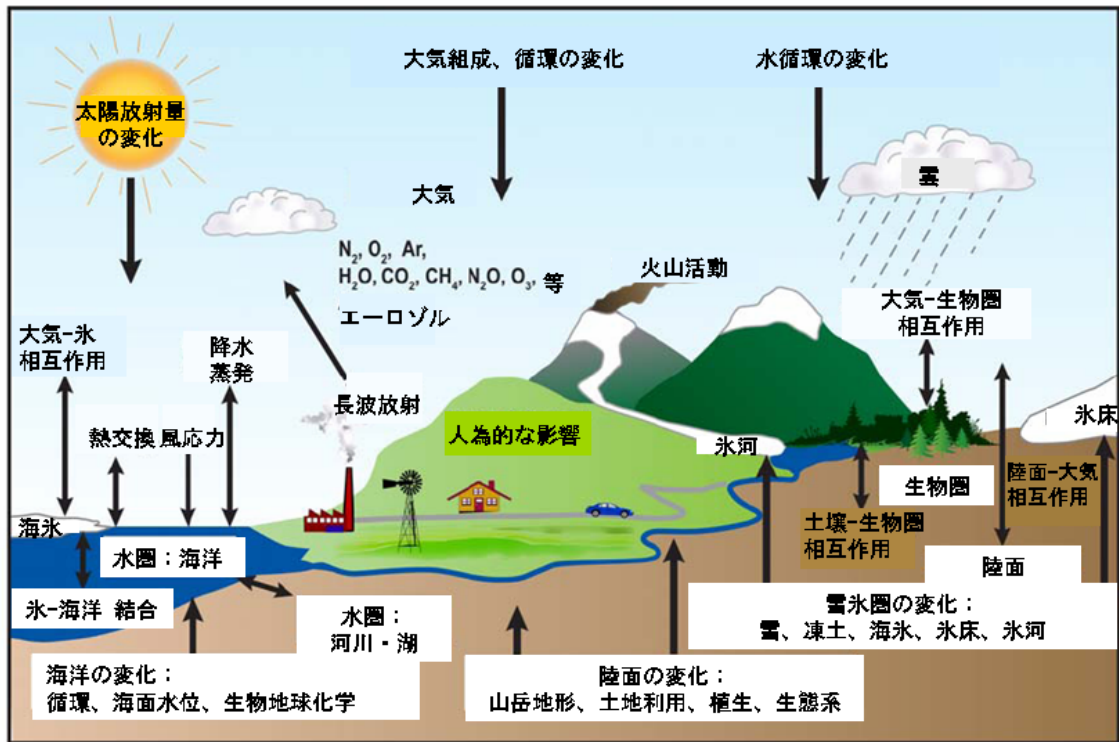 大気組成、循環の変化
水循環の変化
太陽放射量
の変化
雲
大気
N₂, O₂, Ar,
H₂O, CO₂, CH₄, N₂O, O₃, 等
エーロゾル
火山活動
大気-生物圏
相互作用
大気-氷
相互作用
降水
蒸発
長波放射
熱交換
風応力
人為的な影響
氷河
氷床
生物圏
陸面-大気
相互作用
土壌-生物圏
相互作用
海氷
水圏：海洋
陸面
氷-海洋 結合
水圏：
河川・湖
雪氷圏の変化：
雪、凍土、海氷、氷床、氷河
海洋の変化：
循環、海面水位、生物地球化学
陸面の変化：
山岳地形、土地利用、植生、生態系